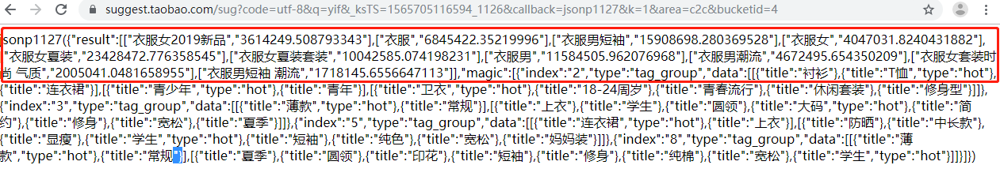 suggest.taobao.com/sug?code=utf-8&q=yif&_ksTS=1565705116594_1126&callback=jsonp1127&k=1&area=c2c&bucketid=4
jsonp1127({"result":[["衣服女2019新品","3614249.508793343"],["衣服","6845422.35219996"],["衣服男短袖","15908698.280369528"],["衣服女","4047031.8240431882"],
["衣服女夏装","23428472.776358545"],["衣服女夏装套装","10042585.074198231"],["衣服男","11584505.962076968"],["衣服男潮流","4672495.654350209"],["衣服女套装时
尚 气质","2005041.0481658955"],["衣服男短袖 潮流","1718145.6556647113"]],"magic":[{"index":"2","type":"tag_group","data":[[{"title":"衬衫"},{"title":"T恤","type":"hot"},
{"title":"连衣裙"}],[{"title":"青少年","type":"hot"},{"title":"青年"}],[{"title":"卫衣","type":"hot"},{"title":"18-24周岁"},{"title":"青春流行"},{"title":"休闲套装"},{"title":"修身型"}]]},
{"index":"3","type":"tag_group","data":[[{"title":"薄款","type":"hot"},{"title":"常规"}],[{"title":"上衣"},{"title":"学生"},{"title":"圆领"},{"title":"大码","type":"hot"},{"title":"简
约"},{"title":"修身"},{"title":"宽松"},{"title":"夏季"}]]},{"index":"5","type":"tag_group","data":[[{"title":"连衣裙","type":"hot"},{"title":"上衣"}],[{"title":"防晒"},{"title":"中长款"},
{"title":"显瘦"},{"title":"学生","type":"hot"},{"title":"短袖"},{"title":"纯色"},{"title":"宽松"},{"title":"妈妈装"}]]},{"index":"8","type":"tag_group","data":[[{"title":"薄
款","type":"hot"},{"title":"常规"}],[{"title":"夏季"},{"title":"圆领"},{"title":"印花"},{"title":"短袖"},{"title":"修身"},{"title":"纯棉"},{"title":"宽松"},{"title":"学生","type":"hot"}]]}]})